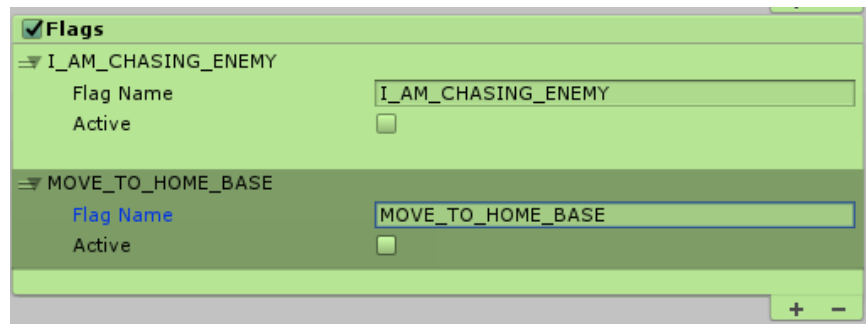 Flags
I_AM_CHASING_ENEMY
Flag Name I_AM_CHASING_ENEMY
Active
MOVE_TO_HOME_BASE
Flag Name MOVE_TO_HOME_BASE
Active
+ −